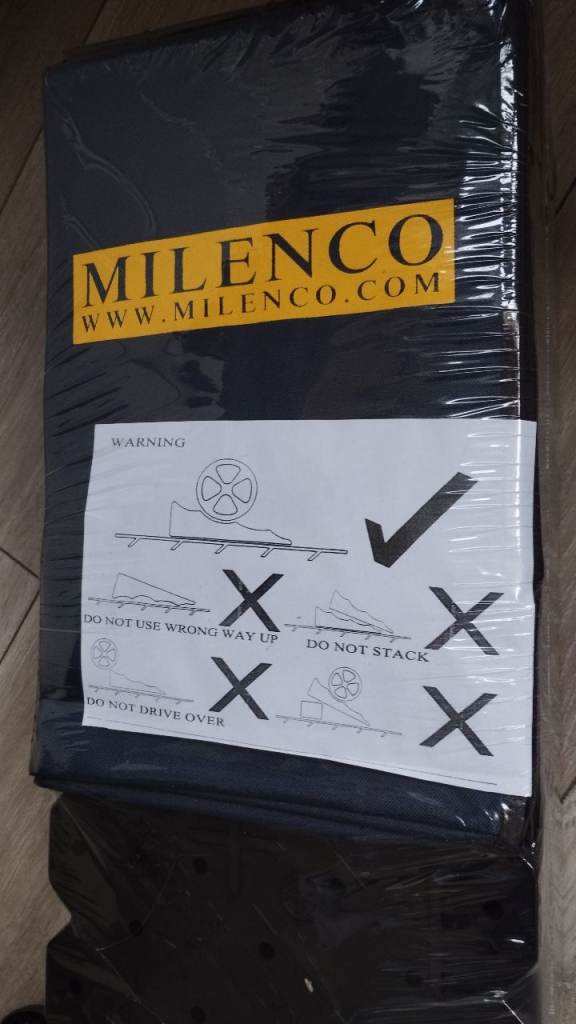 MILENCO
WWW.MILENCO.COM
WARNING
DO NOT USE WRONG WAY UP
DO NOT STACK
DO NOT DRIVE OVER